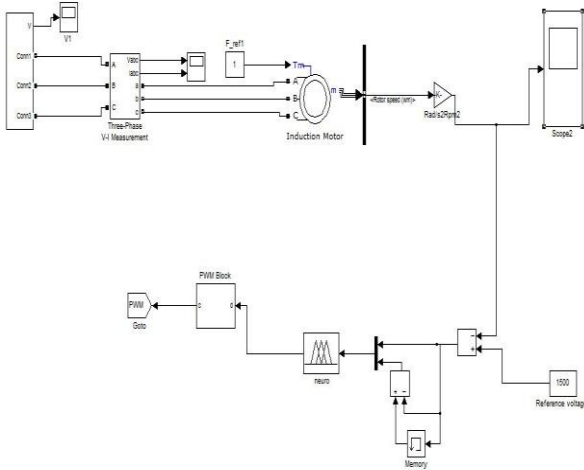 V
V1
Conn1
Conn2
Conn3
A
B
C
Vabc
Iabc
a
b
c
Three-Phase
V-I Measurement
F_ref1
1
Tm
A
B
C
m
Induction Motor
<Rotor speed (wm)>
K-
Rad/s2Rpm2
Scope2
PWM Block
PWM
Goto
neuro
1500
Reference voltag
Memory